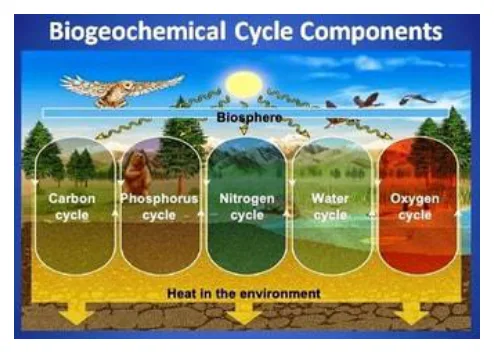 Biogeochemical Cycle Components
Biosphere
Carbon cycle
Phosphorus cycle
Nitrogen cycle
Water cycle
Oxygen cycle
Heat in the environment